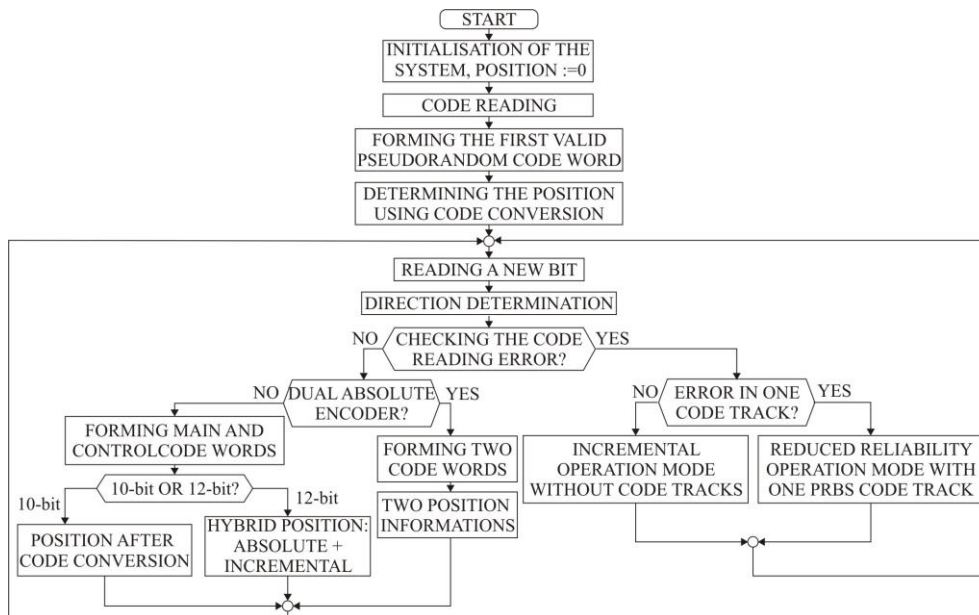 START
INITIALISATION OF THE
SYSTEM, POSITION :=0
CODE READING
FORMING THE FIRST VALID
PSEUDORANDOM CODE WORD
DETERMINING THE POSITION
USING CODE CONVERSION
READING A NEW BIT
DIRECTION DETERMINATION
NO
CHECKING THE CODE
READING ERROR?
YES
NO
DUAL ABSOLUTE
ENCODER?
YES
NO
ERROR IN ONE
CODE TRACK?
YES
FORMING MAIN AND
CONTROLCODE WORDS
FORMING TWO
CODE WORDS
INCREMENTAL
OPERATION MODE
WITHOUT CODE TRACKS
REDUCED RELIABILITY
OPERATION MODE WITH
ONE PRBS CODE TRACK
10-bit
10-bit OR 12-bit?
12-bit
TWO POSITION
INFORMATIONS
POSITION AFTER
CODE CONVERSION
HYBRID POSITION:
ABSOLUTE +
INCREMENTAL